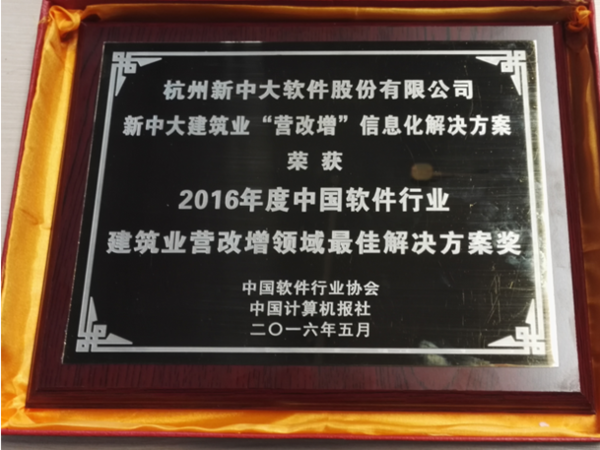 杭州新中大软件股份有限公司
新中大建筑业“营改增”信息化解决方案
荣获
2016年度中国软件行业
建筑业营改增领域最佳解决方案奖
中国软件行业协会
中国计算机报社
二〇一六年五月